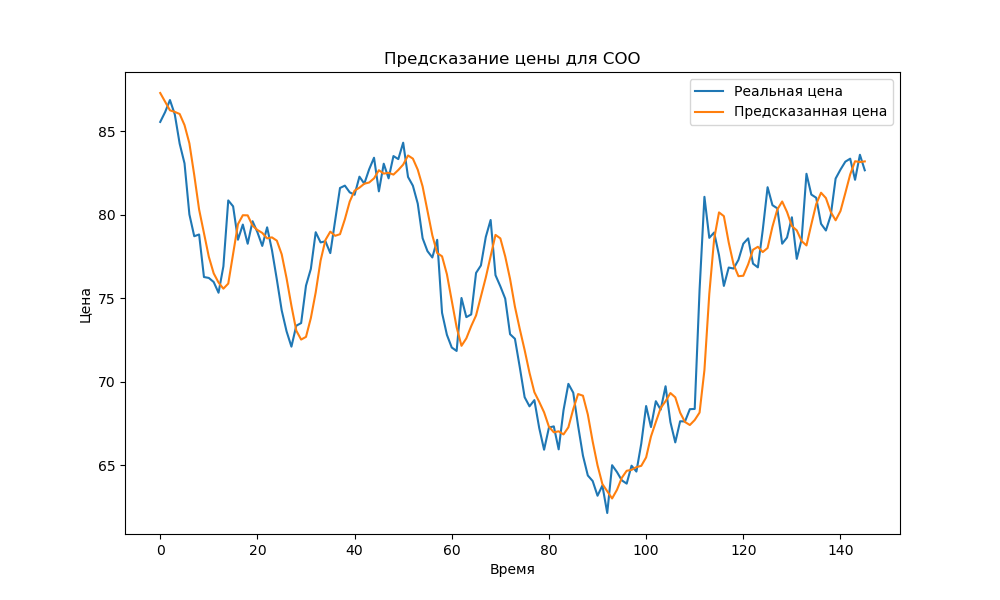 Предсказание цены для COO
Реальная цена
Предсказанная цена
Цена
85
80
75
70
65
0 20 40 60 80 100 120 140
Время